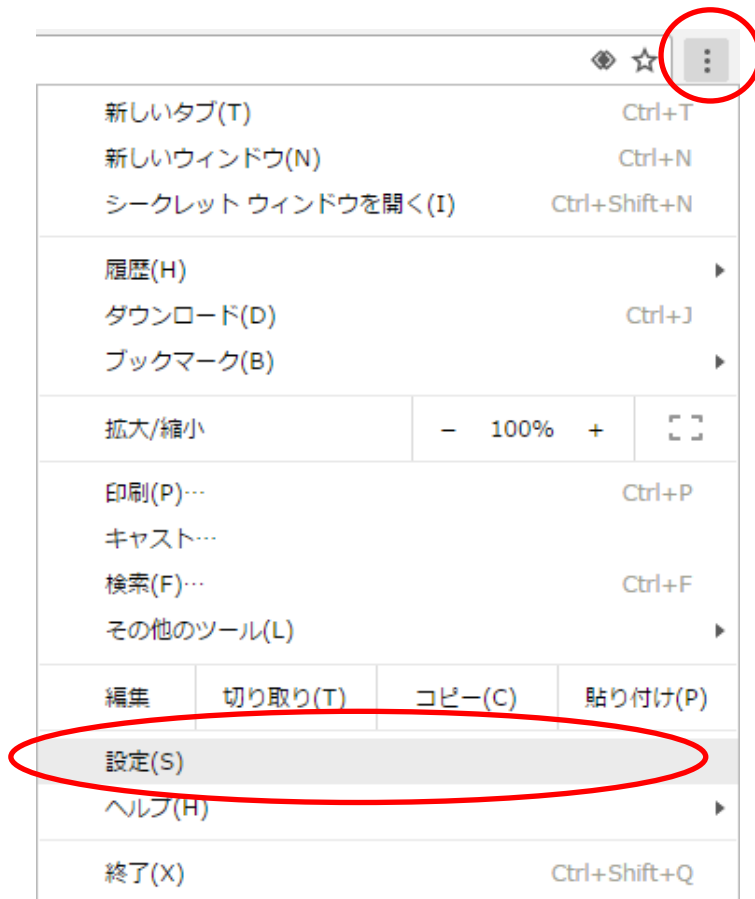 新しいタブ(T) Ctrl+T
新しいウィンドウ(N) Ctrl+N
シークレット ウィンドウを開く(I) Ctrl+Shift+N
履歴(H)
ダウンロード(D) Ctrl+J
ブックマーク(B)
拡大/縮小 − 100% +
印刷(P)…
Ctrl+P
キャスト…
検索(F)… Ctrl+F
その他のツール(L)
編集 切り取り(T) コピー(C) 貼り付け(P)
設定(S)
ヘルプ(H)
終了(X) Ctrl+Shift+Q